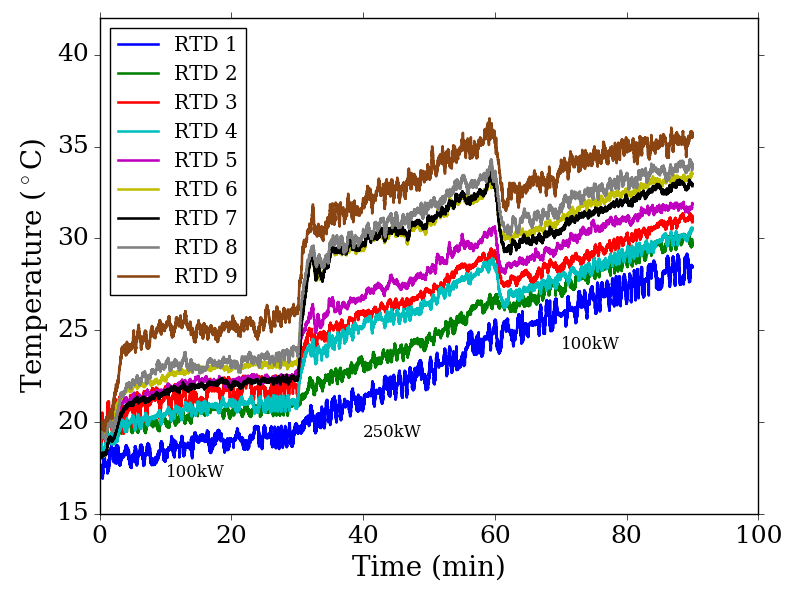 RTD 1
RTD 2
RTD 3
RTD 4
RTD 5
RTD 6
RTD 7
RTD 8
RTD 9
40
35
30
25
20
15
Temperature (°C)
100kW
250kW
100kW
0 20 40 60 80 100
Time (min)